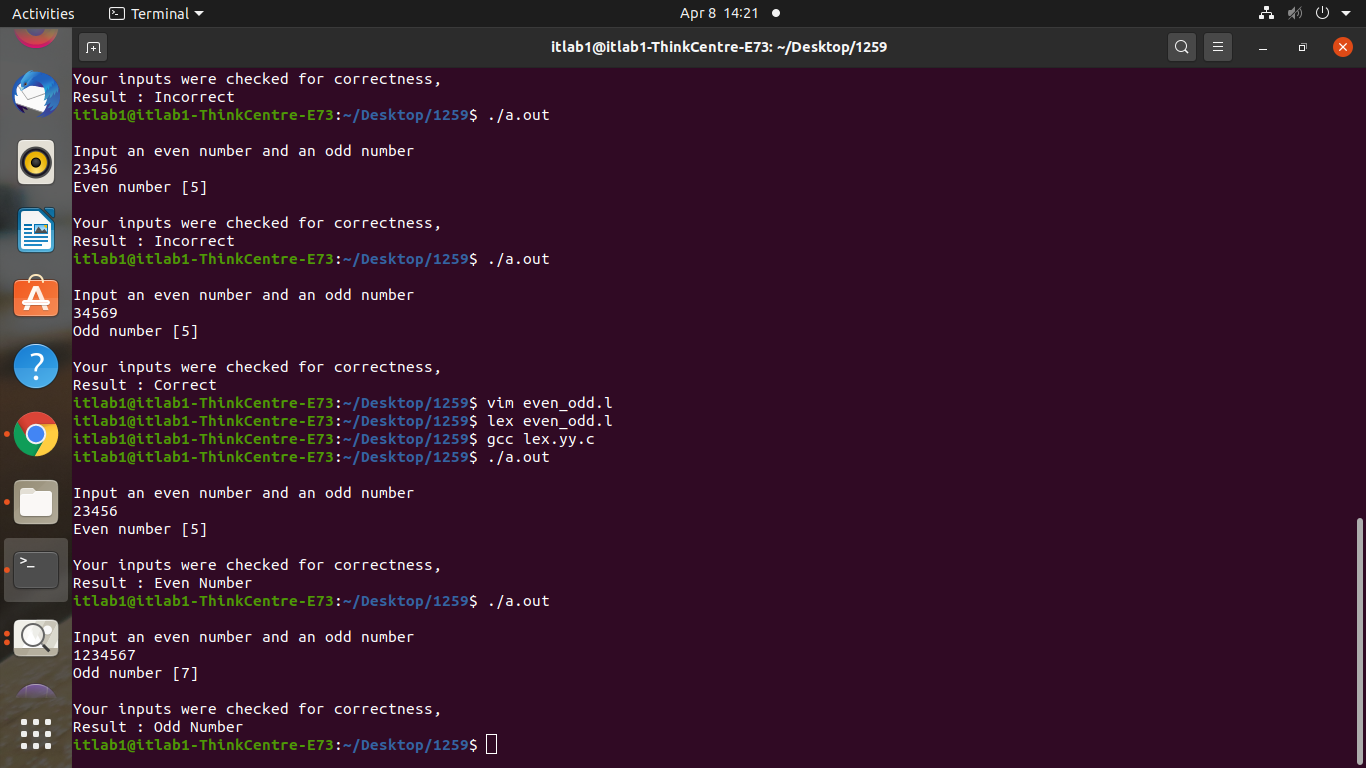 Activities
Terminal
Apr 8 14:21
itlab1@itlab1-ThinkCentre-E73: ~/Desktop/1259
Your inputs were checked for correctness,
Result : Incorrect
itlab1@itlab1-ThinkCentre-E73:~/Desktop/1259$ ./a.out
Input an even number and an odd number
23456
Even number [5]
Your inputs were checked for correctness,
Result : Incorrect
itlab1@itlab1-ThinkCentre-E73:~/Desktop/1259$ ./a.out
Input an even number and an odd number
34569
Odd number [5]
Your inputs were checked for correctness,
Result : Correct
itlab1@itlab1-ThinkCentre-E73:~/Desktop/1259$ vim even_odd.l
itlab1@itlab1-ThinkCentre-E73:~/Desktop/1259$ lex even_odd.l
itlab1@itlab1-ThinkCentre-E73:~/Desktop/1259$ gcc lex.yy.c
itlab1@itlab1-ThinkCentre-E73:~/Desktop/1259$ ./a.out
Input an even number and an odd number
23456
Even number [5]
Your inputs were checked for correctness,
Result : Even Number
itlab1@itlab1-ThinkCentre-E73:~/Desktop/1259$ ./a.out
Input an even number and an odd number
1234567
Odd number [7]
Your inputs were checked for correctness,
Result : Odd Number
itlab1@itlab1-ThinkCentre-E73:~/Desktop/1259$